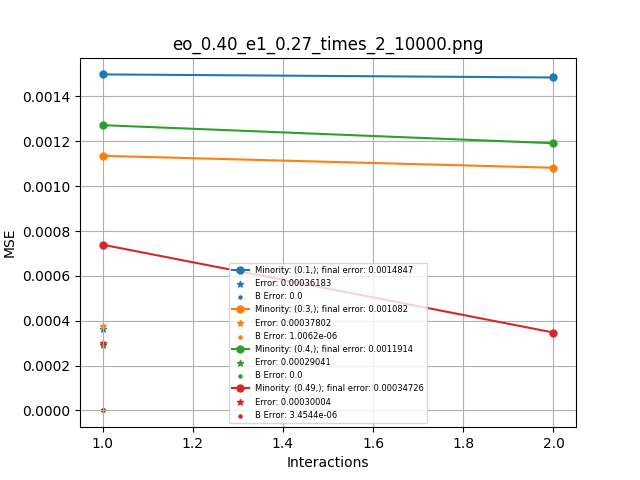 eo_0.40_e1_0.27_times_2_10000.png
0.0014
0.0012
0.0010
0.0008
0.0006
0.0004
0.0002
0.0000
MSE
Minority: (0.1,); final error: 0.0014847
Error: 0.00036183
B Error: 0.0
Minority: (0.3,); final error: 0.001082
Error: 0.00037802
B Error: 1.0062e-06
Minority: (0.4,); final error: 0.0011914
Error: 0.00029041
B Error: 0.0
Minority: (0.49,); final error: 0.00034726
Error: 0.00030004
B Error: 3.4544e-06
1.0 1.2 1.4 1.6 1.8 2.0
Interactions